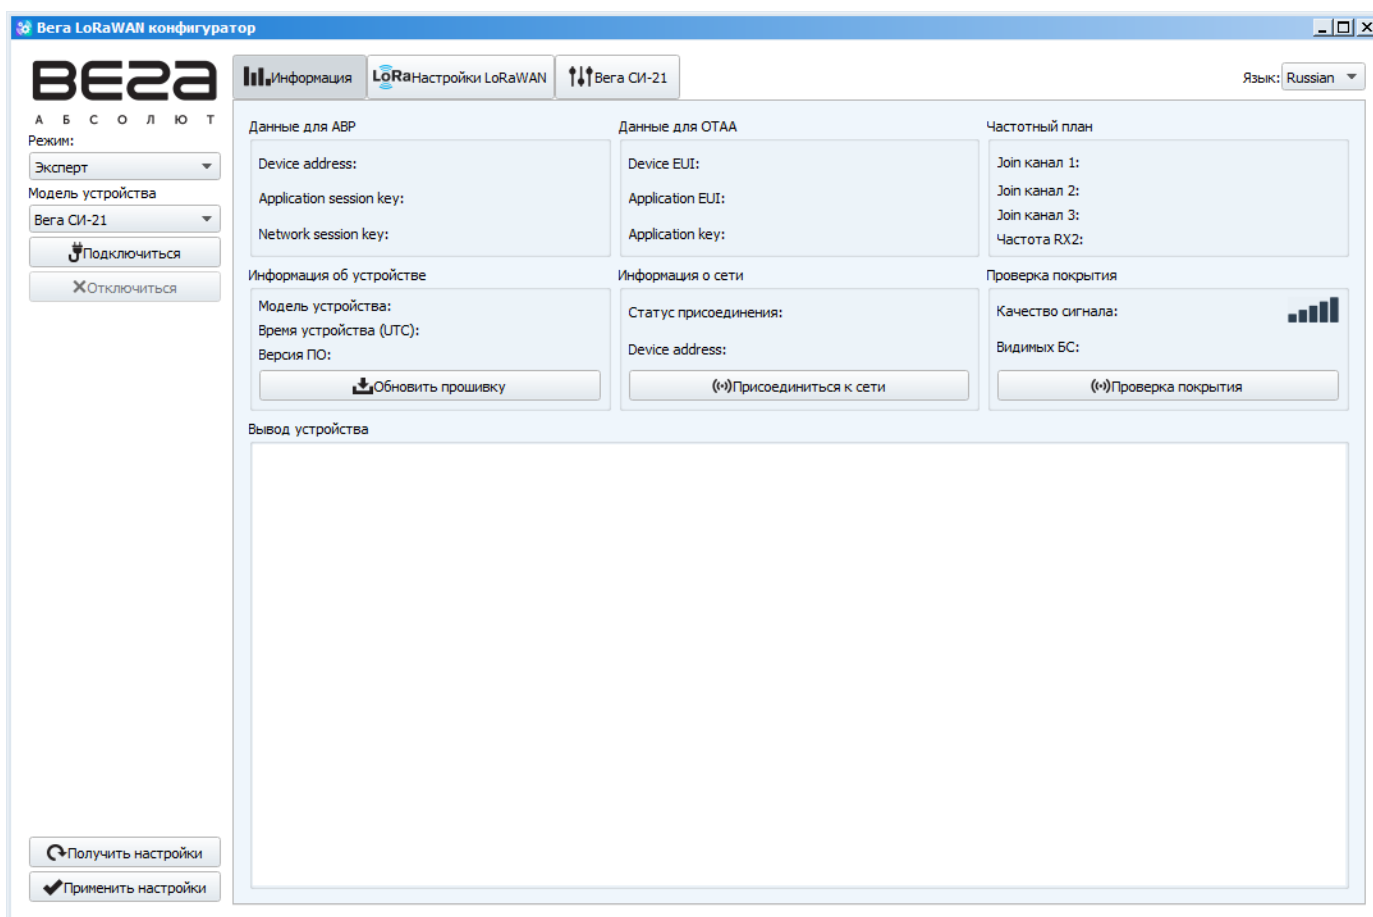 Вега LoRaWAN конфигуратор
ВЕГА
АБСОЛЮТ
Режим:
Эксперт
Модель устройства
Вега СИ-21
Подключиться
Отключиться
Получить настройки
Применить настройки
Информация
LoRa Настройки LoRaWAN
Вега СИ-21
Язык: Russian
Данные для ABP
Device address:
Application session key:
Network session key:
Данные для OTAA
Device EUI:
Application EUI:
Application key:
Частотный план
Join канал 1:
Join канал 2:
Join канал 3:
Частота RX2:
Информация об устройстве
Модель устройства:
Время устройства (UTC):
Версия ПО:
Обновить прошивку
Информация о сети
Статус присоединения:
Device address:
Присоединиться к сети
Проверка покрытия
Качество сигнала:
Видимых БС:
Проверка покрытия
Вывод устройства